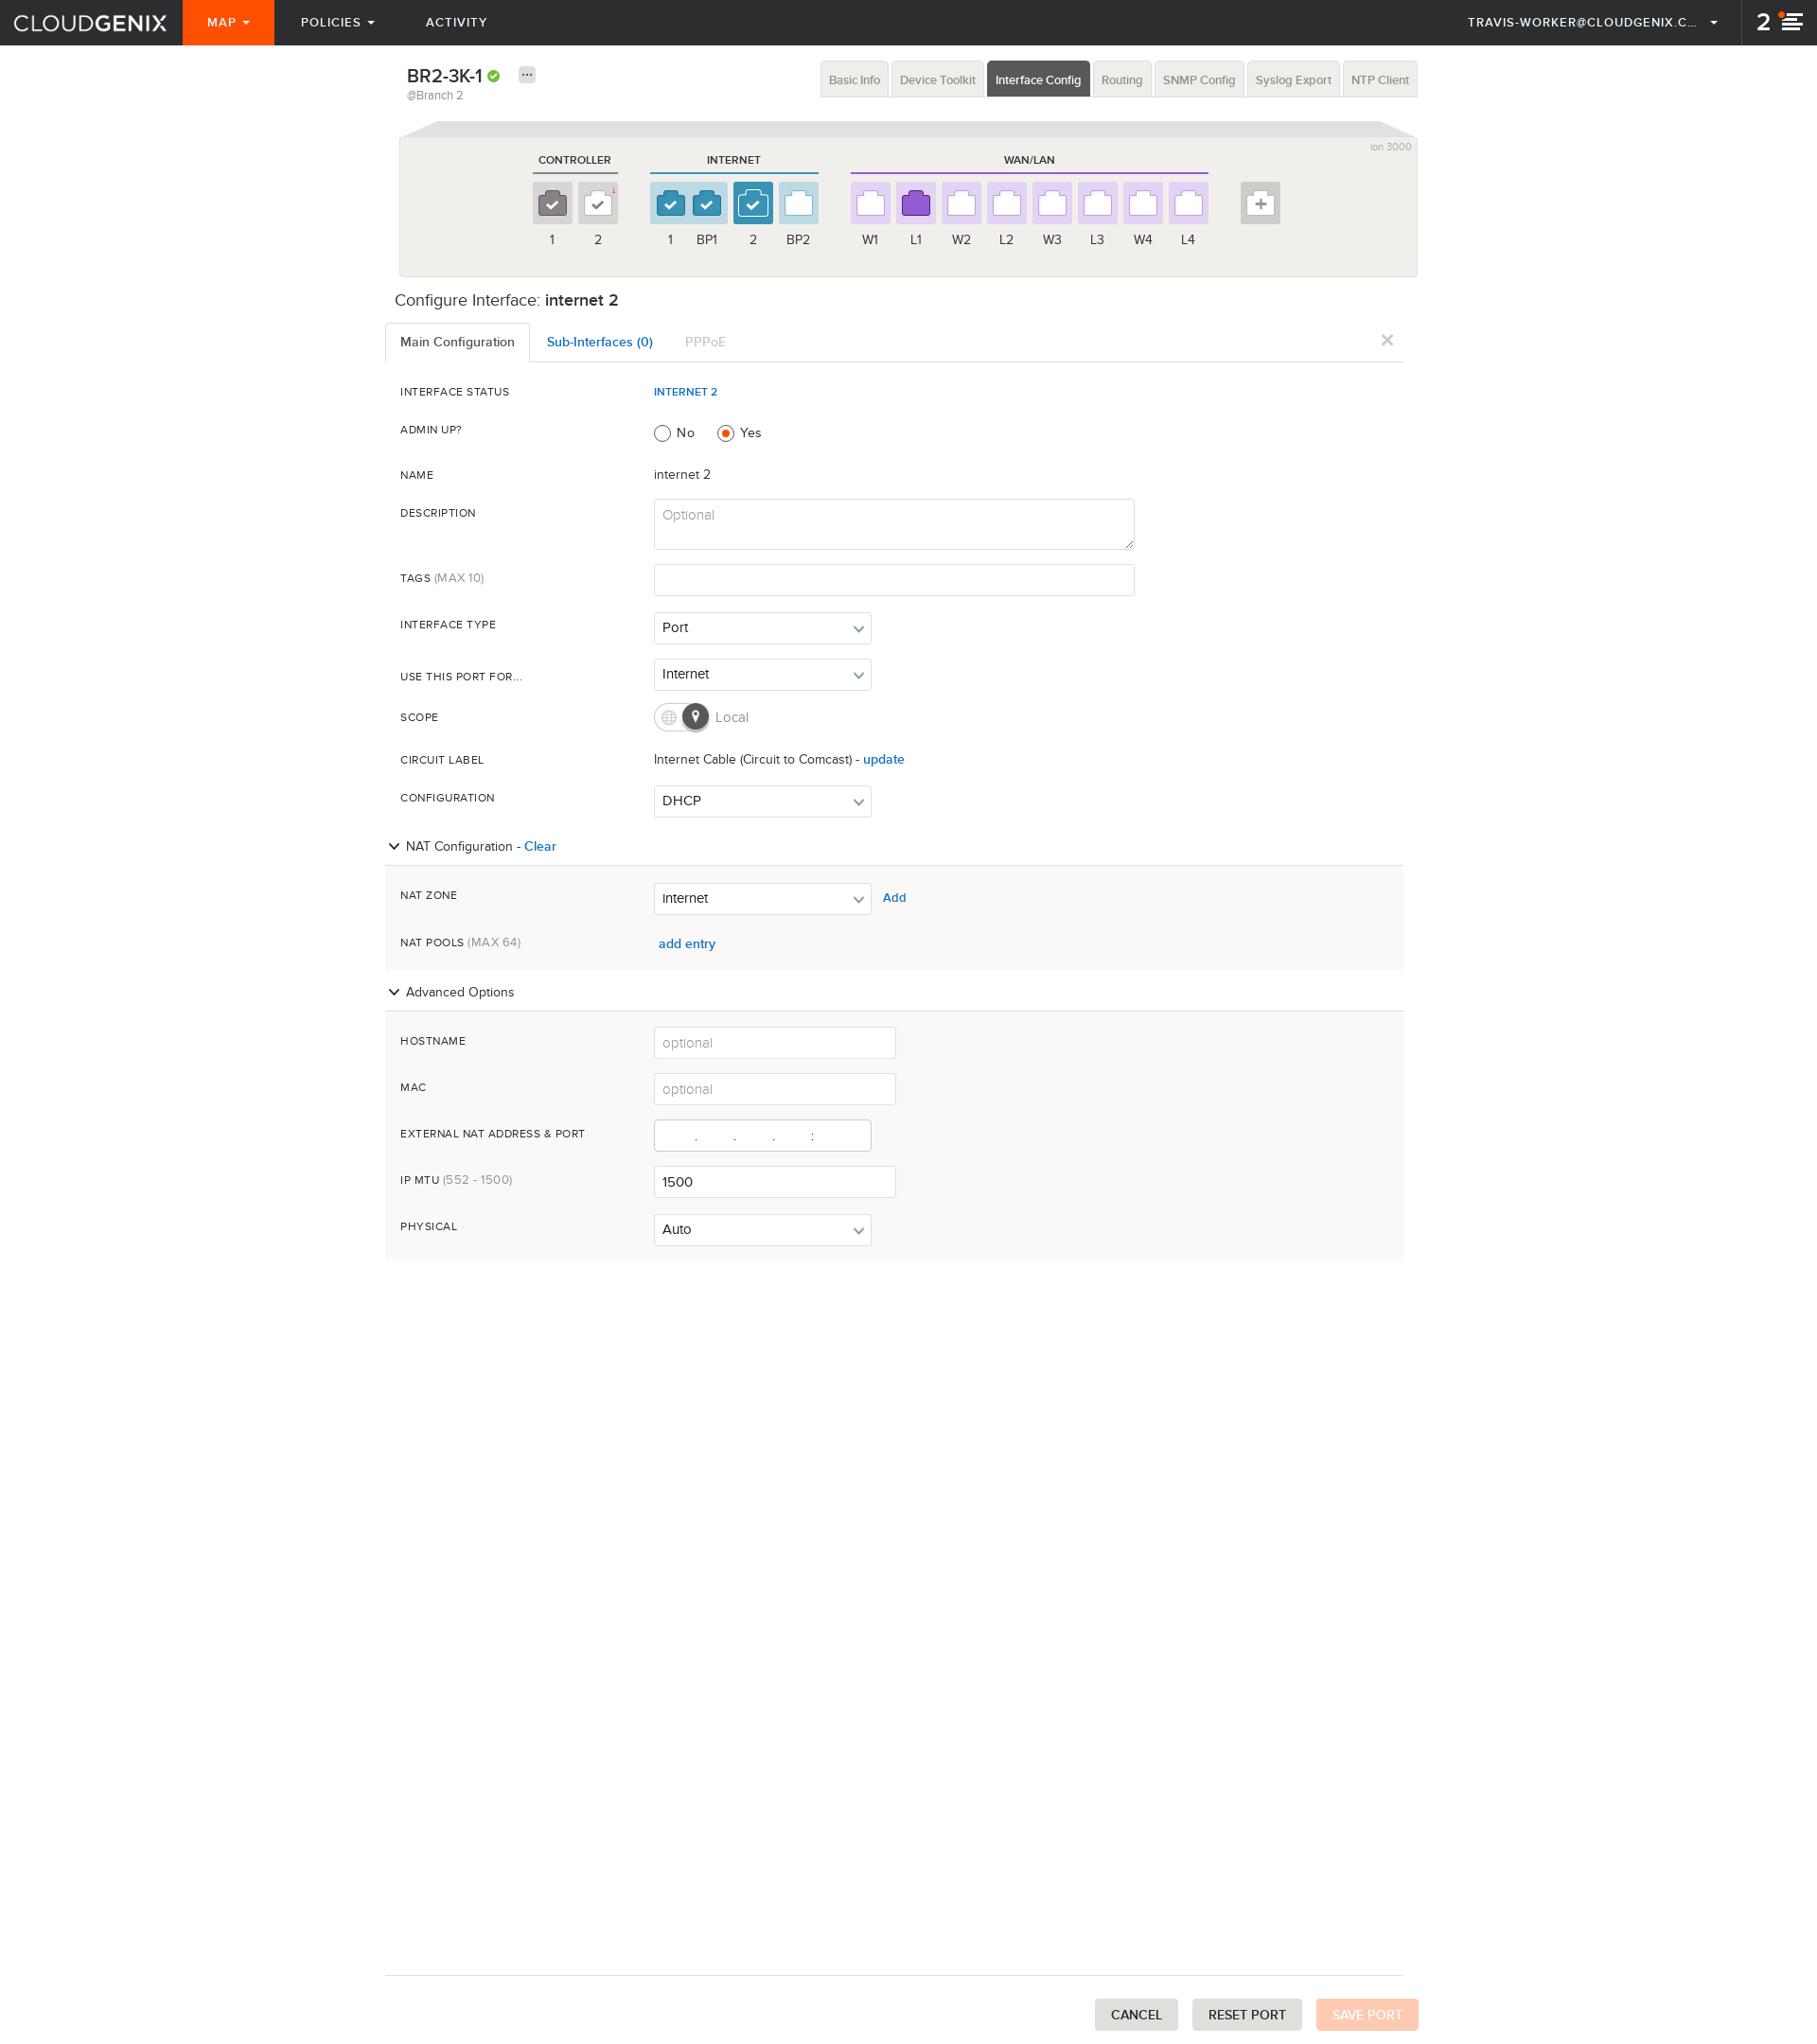 CLOUDGENIX MAP POLICIES ACTIVITY TRAVIS-WORKER@CLOUDGENIX.C... 2
BR2-3K-1 ...
@Branch 2
Basic Info Device Toolkit Interface Config Routing SNMP Config Syslog Export NTP Client
ion 3000
CONTROLLER INTERNET WAN/LAN
1 2 1 BP1 2 BP2 W1 L1 W2 L2 W3 L3 W4 L4
Configure Interface: internet 2
Main Configuration Sub-Interfaces (0) PPPoE
INTERFACE STATUS INTERNET 2
ADMIN UP? No Yes
NAME internet 2
DESCRIPTION Optional
TAGS (MAX 10)
INTERFACE TYPE Port
USE THIS PORT FOR... Internet
SCOPE Local
CIRCUIT LABEL Internet Cable (Circuit to Comcast) - update
CONFIGURATION DHCP
NAT Configuration - Clear
NAT ZONE internet Add
NAT POOLS (MAX 64) add entry
Advanced Options
HOSTNAME optional
MAC optional
EXTERNAL NAT ADDRESS & PORT . . . :
IP MTU (552 - 1500) 1500
PHYSICAL Auto
CANCEL RESET PORT SAVE PORT